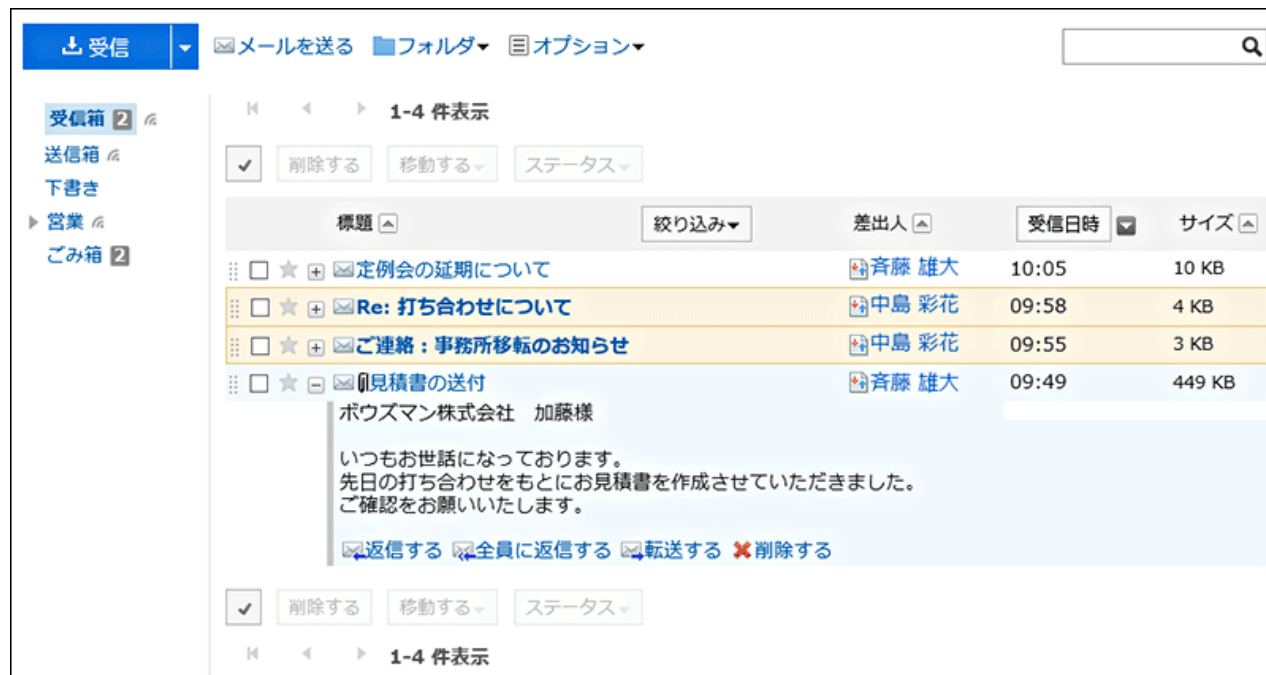 受信 メールを送る フォルダ オプション
受信箱 2
送信箱
下書き
営業
ごみ箱 2
1-4 件表示
削除する 移動する ステータス
標題 絞り込み 差出人 受信日時 サイズ
定例会の延期について 斉藤 雄大 10:05 10 KB
Re: 打ち合わせについて 中島 彩花 09:58 4 KB
ご連絡：事務所移転のお知らせ 中島 彩花 09:55 3 KB
見積書の送付 斉藤 雄大 09:49 449 KB
ボウズマン株式会社　加藤様
いつもお世話になっております。
先日の打ち合わせをもとにお見積書を作成させていただきました。
ご確認をお願いいたします。
返信する 全員に返信する 転送する 削除する
削除する 移動する ステータス
1-4 件表示